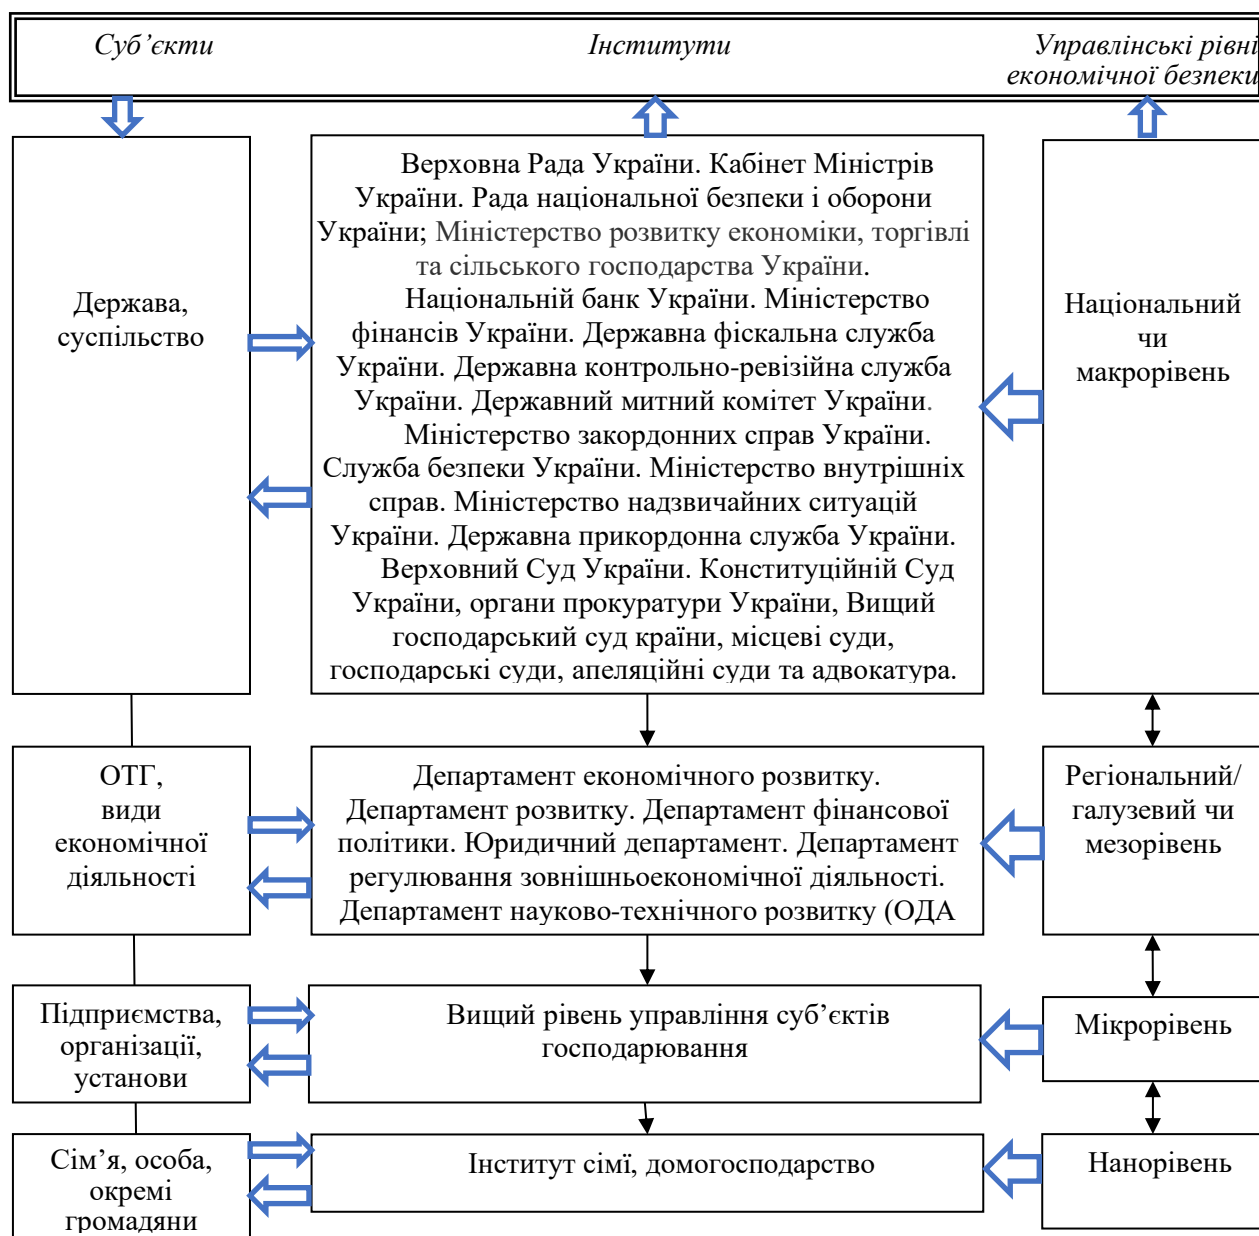 Суб’єкти
Інститути
Управлінські рівні
економічної безпеки
Держава,
суспільство
Верховна Рада України. Кабінет Міністрів
України. Рада національної безпеки і оборони
України; Міністерство розвитку економіки, торгівлі
та сільського господарства України.
Національній банк України. Міністерство
фінансів України. Державна фіскальна служба
України. Державна контрольно-ревізійна служба
України. Державний митний комітет України.
Міністерство закордонних справ України.
Служба безпеки України. Міністерство внутрішніх
справ. Міністерство надзвичайних ситуацій
України. Державна прикордонна служба України.
Верховний Суд України. Конституційній Суд
України, органи прокуратури України, Вищий
господарський суд країни, місцеві суди,
господарські суди, апеляційні суди та адвокатура.
Національний
чи
макрорівень
ОТГ,
види
економічної
діяльності
Департамент економічного розвитку.
Департамент розвитку. Департамент фінансової
політики. Юридичний департамент. Департамент
регулювання зовнішньоекономічної діяльності.
Департамент науково-технічного розвитку (ОДА
Регіональний/
галузевий чи
мезорівень
Підприємства,
організації,
установи
Вищий рівень управління суб’єктів
господарювання
Мікрорівень
Сім’я, особа,
окремі
громадяни
Інститут сімї, домогосподарство
Нанорівень